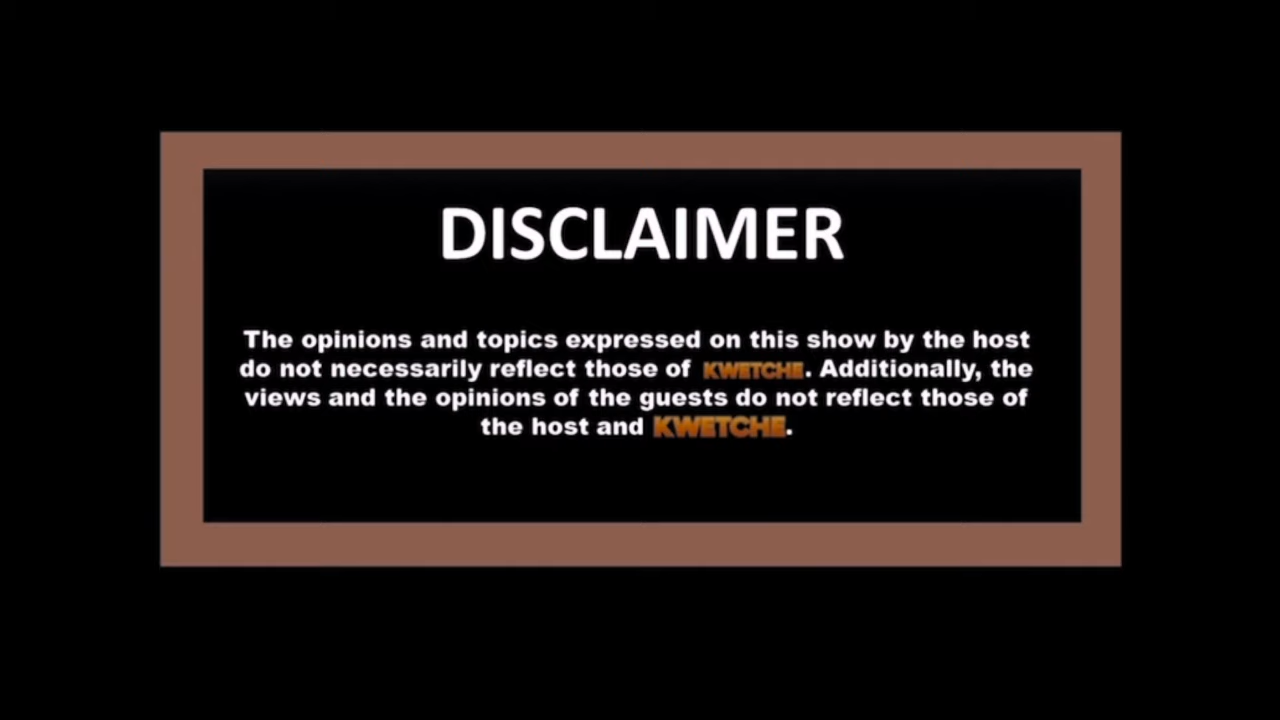 DISCLAIMER
The opinions and topics expressed on this show by the host
do not necessarily reflect those of KWETCHE. Additionally, the
views and the opinions of the guests do not reflect those of
the host and KWETCHE.